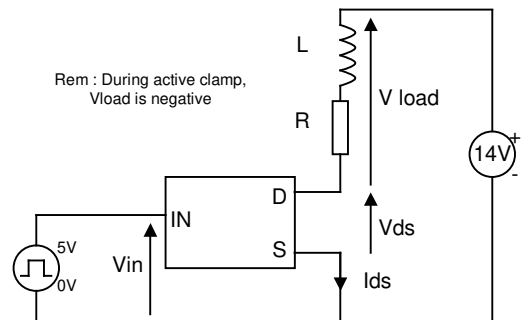 L
Rem : During active clamp,
Vload is negative
V load
R
14V
+
-
D
IN
Vds
5V
S
Vin
0V
Ids